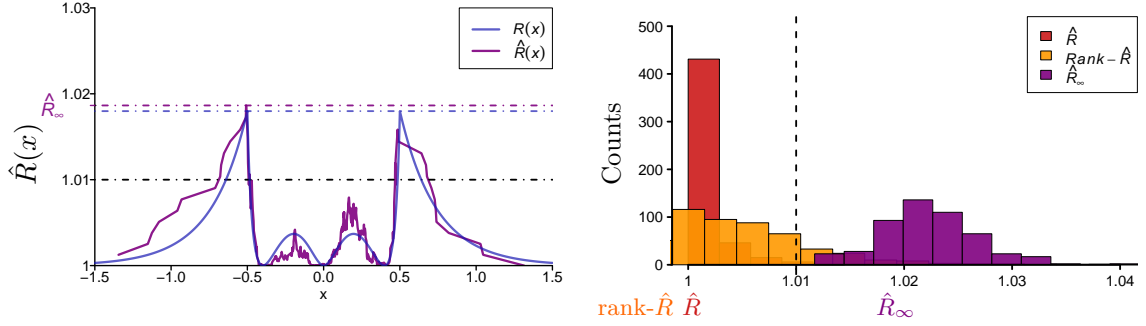 1.03
1.02
1.01
1
R̂(x)
R̂∞
R(x)
R̂(x)
−1.5 −1.0 −0.5 0.0 0.5 1.0 1.5
x
500
400
300
200
100
0
Counts
R̂
Rank−R̂
R̂∞
1 1.01 1.02 1.03 1.04
rank-R̂ R̂ R̂∞